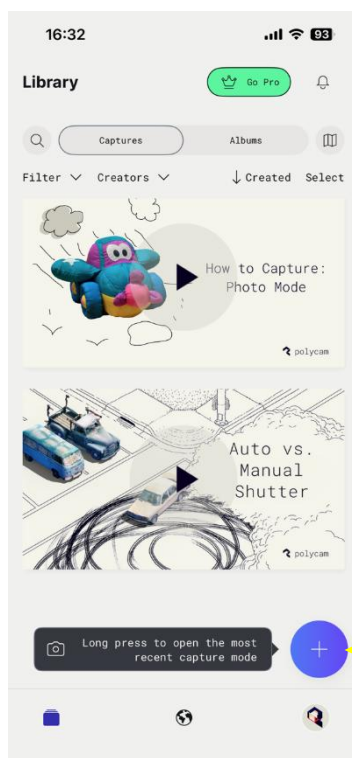 16:32
93
Library
Go Pro
Captures
Albums
Filter
Creators
Created
Select
How to Capture:
Photo Mode
polycam
Auto vs.
Manual
Shutter
polycam
Long press to open the most
recent capture mode